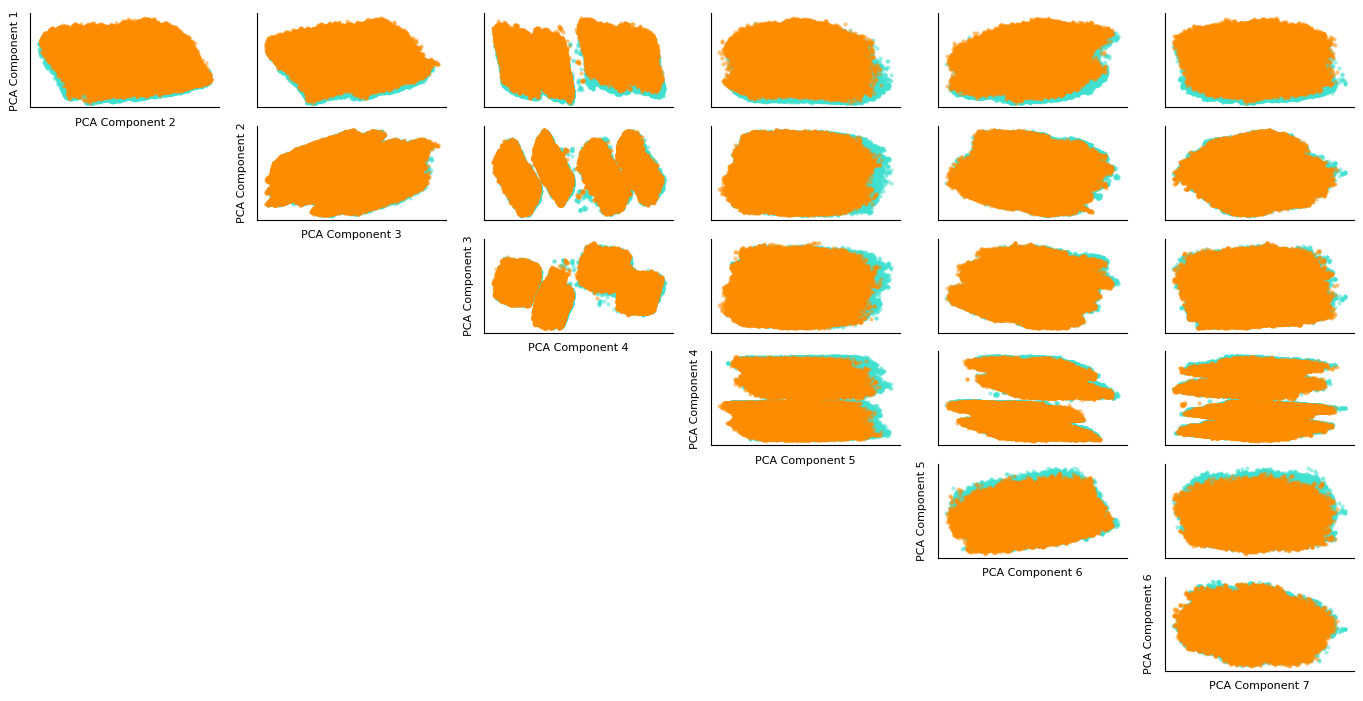 PCA Component 1
PCA Component 2
PCA Component 2
PCA Component 3
PCA Component 3
PCA Component 4
PCA Component 4
PCA Component 5
PCA Component 5
PCA Component 6
PCA Component 6
PCA Component 7